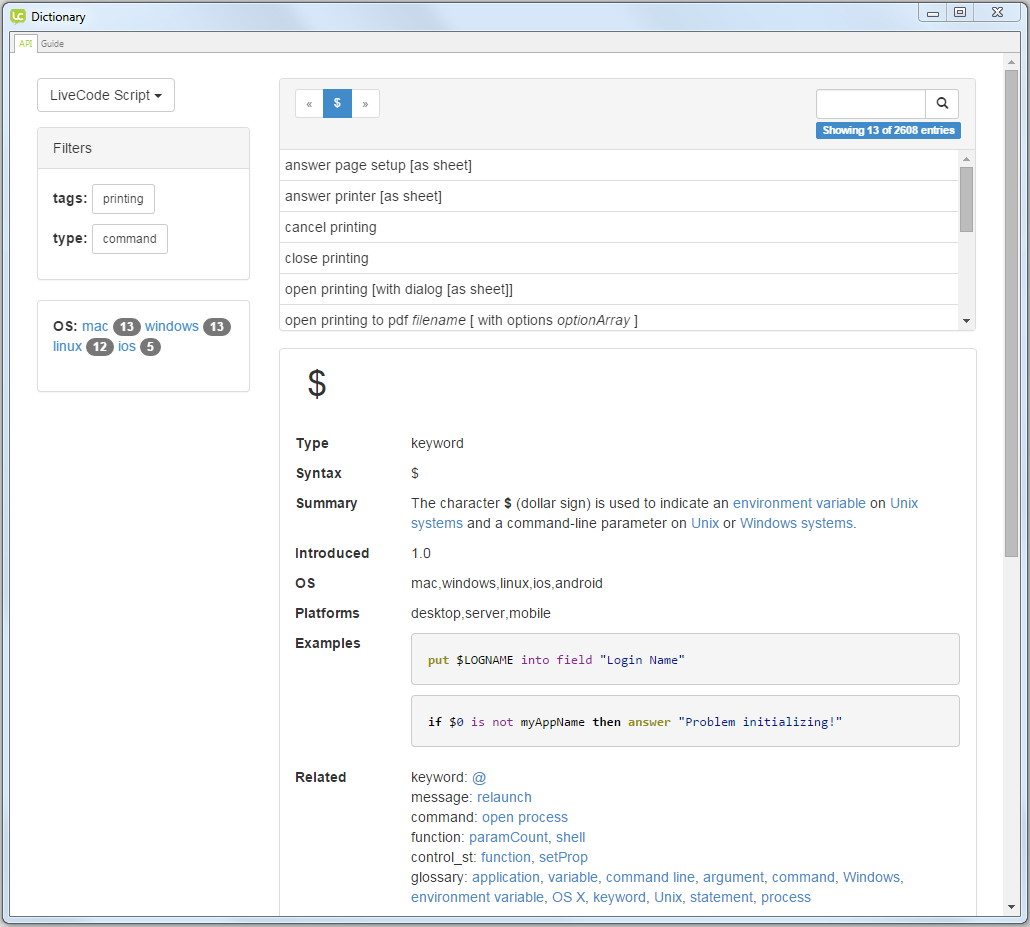 Dictionary
API Guide
LiveCode Script
Filters
tags: printing
type: command
OS: mac 13 windows 13
linux 12 ios 5
« $ »
Showing 13 of 2608 entries
answer page setup [as sheet]
answer printer [as sheet]
cancel printing
close printing
open printing [with dialog [as sheet]]
open printing to pdf filename [ with options optionArray ]
$
Type keyword
Syntax $
Summary The character $ (dollar sign) is used to indicate an environment variable on Unix
systems and a command-line parameter on Unix or Windows systems.
Introduced 1.0
OS mac,windows,linux,ios,android
Platforms desktop,server,mobile
Examples put $LOGNAME into field "Login Name"
if $0 is not myAppName then answer "Problem initializing!"
Related keyword: @
message: relaunch
command: open process
function: paramCount, shell
control_st: function, setProp
glossary: application, variable, command line, argument, command, Windows,
environment variable, OS X, keyword, Unix, statement, process